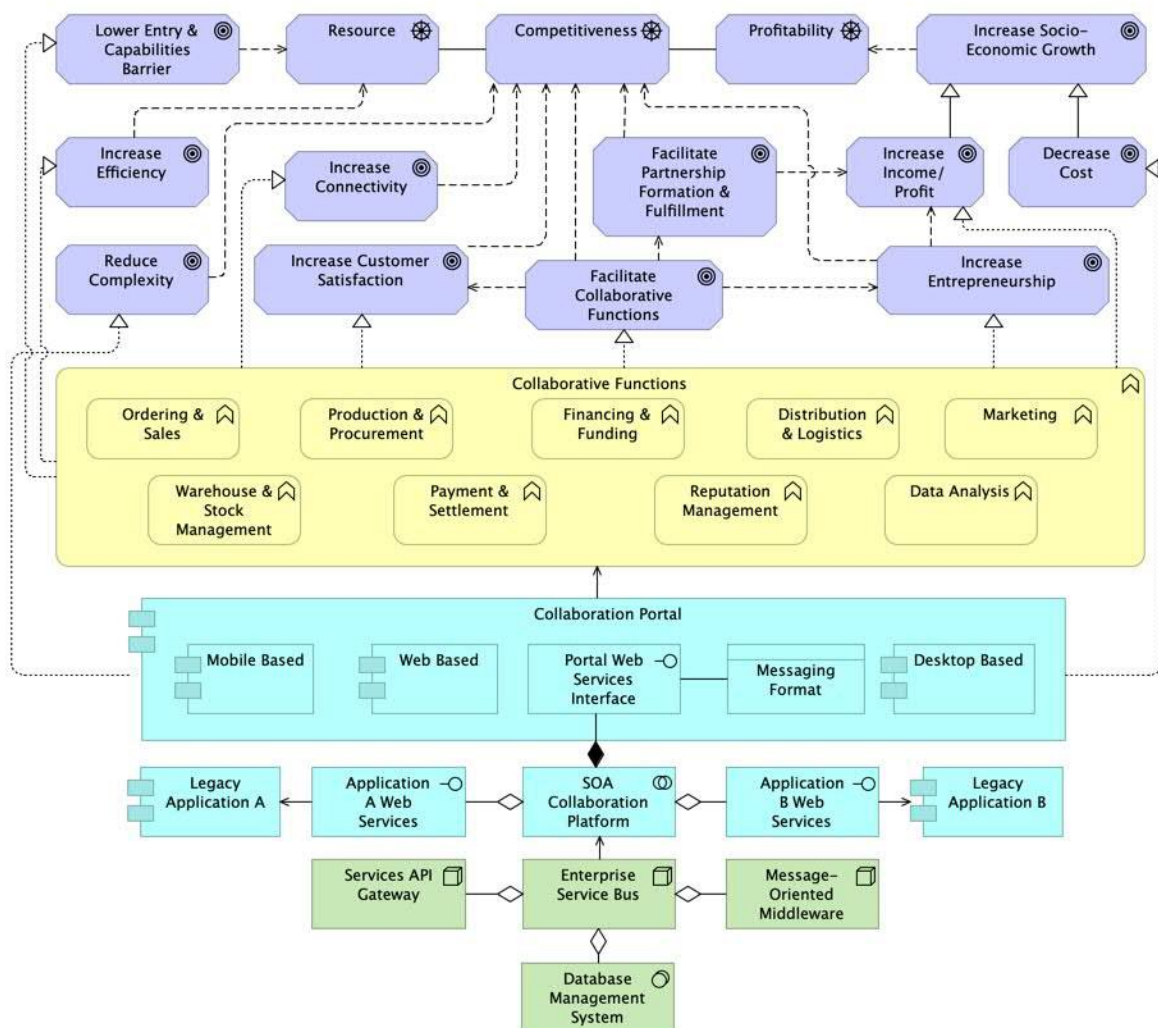 Lower Entry &
Capabilities
Barrier
Resource
Competitiveness
Profitability
Increase Socio-
Economic Growth
Increase
Efficiency
Increase
Connectivity
Facilitate
Partnership
Formation &
Fulfillment
Increase
Income/
Profit
Decrease
Cost
Reduce
Complexity
Increase Customer
Satisfaction
Facilitate
Collaborative
Functions
Increase
Entrepreneurship
Collaborative Functions
Ordering &
Sales
Production &
Procurement
Financing &
Funding
Distribution
& Logistics
Marketing
Warehouse &
Stock
Management
Payment &
Settlement
Reputation
Management
Data Analysis
Collaboration Portal
Mobile Based
Web Based
Portal Web
Services
Interface
Messaging
Format
Desktop Based
Legacy
Application A
Application
A Web
Services
SOA
Collaboration
Platform
Application
B Web
Services
Legacy
Application B
Services API
Gateway
Enterprise
Service Bus
Message-
Oriented
Middleware
Database
Management
System